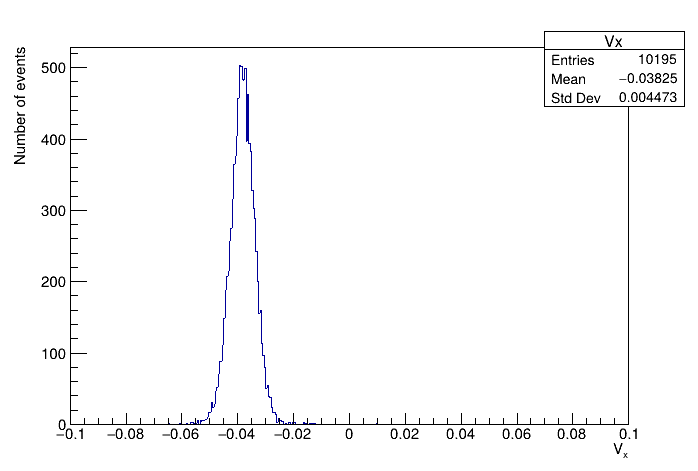 Vx
Entries 10195
Mean −0.03825
Std Dev 0.004473
Number of events
500
400
300
200
100
0
−0.1 −0.08 −0.06 −0.04 −0.02 0 0.02 0.04 0.06 0.08 0.1
Vx